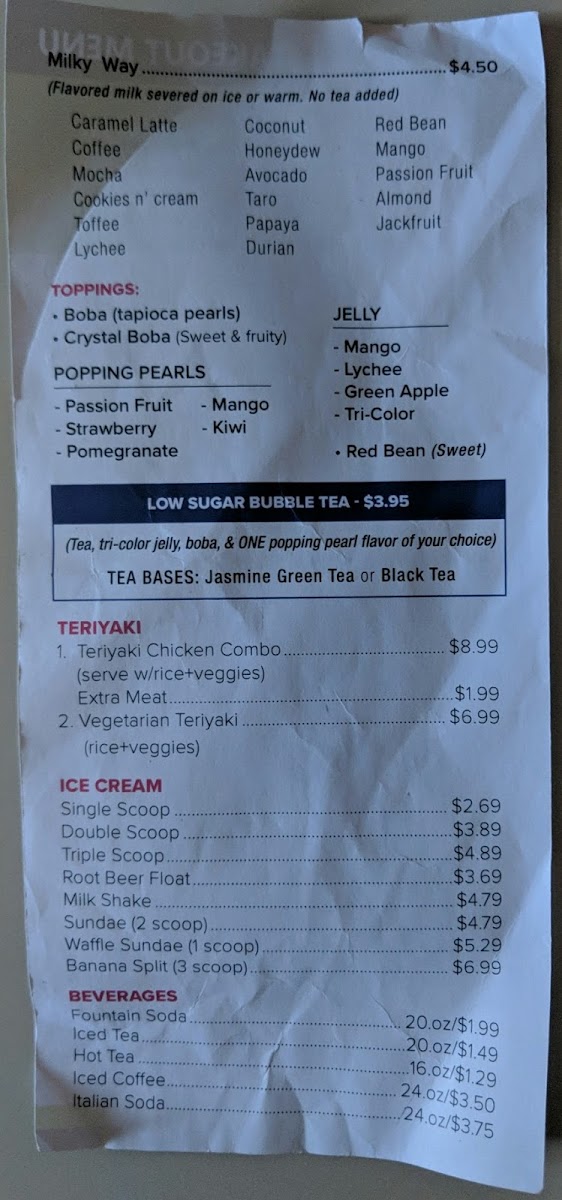 TAKEOUT MENU
Milky Way $4.50
(Flavored milk severed on ice or warm. No tea added)
Caramel Latte Coconut Red Bean
Coffee Honeydew Mango
Mocha Avocado Passion Fruit
Cookies n' cream Taro Almond
Toffee Papaya Jackfruit
Lychee Durian
TOPPINGS:
• Boba (tapioca pearls)
• Crystal Boba (Sweet & fruity)
POPPING PEARLS
- Passion Fruit - Mango
- Strawberry - Kiwi
- Pomegranate
JELLY
- Mango
- Lychee
- Green Apple
- Tri-Color
• Red Bean (Sweet)
LOW SUGAR BUBBLE TEA - $3.95
(Tea, tri-color jelly, boba, & ONE popping pearl flavor of your choice)
TEA BASES: Jasmine Green Tea or Black Tea
TERIYAKI
1. Teriyaki Chicken Combo $8.99
(serve w/rice+veggies)
Extra Meat $1.99
2. Vegetarian Teriyaki $6.99
(rice+veggies)
ICE CREAM
Single Scoop $2.69
Double Scoop $3.89
Triple Scoop $4.89
Root Beer Float $3.69
Milk Shake $4.79
Sundae (2 scoop) $4.79
Waffle Sundae (1 scoop) $5.29
Banana Split (3 scoop) $6.99
BEVERAGES
Fountain Soda 20.oz/$1.99
Iced Tea 20.oz/$1.49
Hot Tea 16.oz/$1.29
Iced Coffee 24.oz/$3.50
Italian Soda 24.oz/$3.75